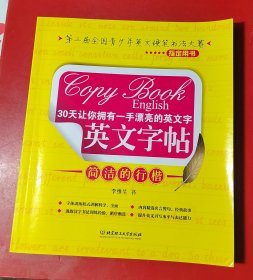 第二届全国青少年英文硬笔书法大赛
指定用书
Copy Book
English
30天让你拥有一手漂亮的英文字
英文字帖
简洁的行楷
李继昌 书
北京理工大学出版社